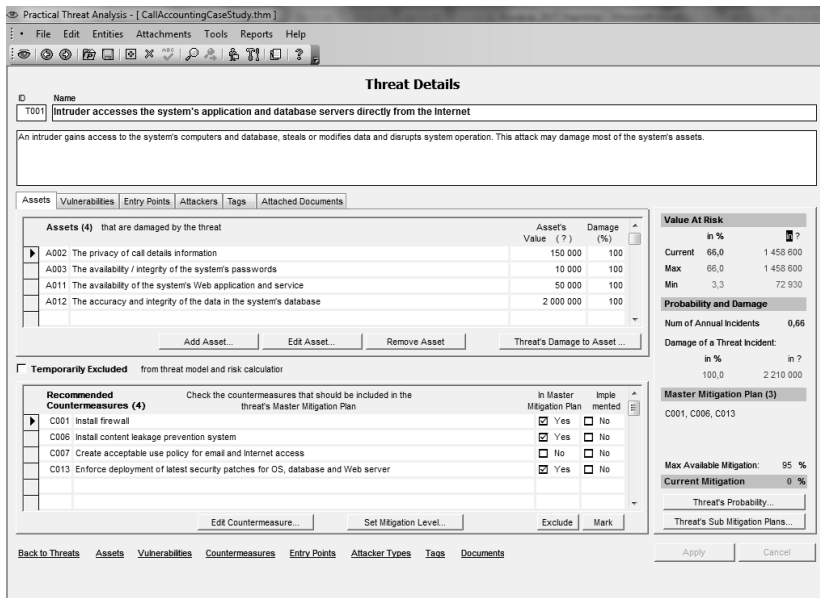 Practical Threat Analysis - [ CallAccountingCaseStudy.thm ]
File Edit Entities Attachments Tools Reports Help
Threat Details
ID Name
T001 Intruder accesses the system's application and database servers directly from the Internet
An intruder gains access to the system's computers and database, steals or modifies data and disrupts system operation. This attack may damage most of the system's assets.
Assets Vulnerabilities Entry Points Attackers Tags Attached Documents
Assets (4) that are damaged by the threat Asset's Value ( ? ) Damage (%)
A002 The privacy of call details information 150 000 100
A003 The availability / integrity of the system's passwords 10 000 100
A011 The availability of the system's Web application and service 50 000 100
A012 The accuracy and integrity of the data in the system's database 2 000 000 100
Add Asset... Edit Asset... Remove Asset Threat's Damage to Asset ...
Temporarily Excluded from threat model and risk calculatior
Recommended Countermeasures (4) Check the countermeasures that should be included in the threat's Master Mitigation Plan In Master Mitigation Plan Imple mented
C001 Install firewall Yes No
C006 Install content leakage prevention system Yes No
C007 Create acceptable use policy for email and Internet access No No
C013 Enforce deployment of latest security patches for OS, database and Web server Yes No
Edit Countermeasure... Set Mitigation Level... Exclude Mark
Value At Risk
in % in ?
Current 66,0 1 458 600
Max 66,0 1 458 600
Min 3,3 72 930
Probability and Damage
Num of Annual Incidents 0,66
Damage of a Threat Incident:
in % in ?
100,0 2 210 000
Master Mitigation Plan (3)
C001, C006, C013
Max Available Mitigation: 95 %
Current Mitigation 0 %
Threat's Probability...
Threat's Sub Mitigation Plans...
Back to Threats Assets Vulnerabilities Countermeasures Entry Points Attacker Types Tags Documents
Apply Cancel